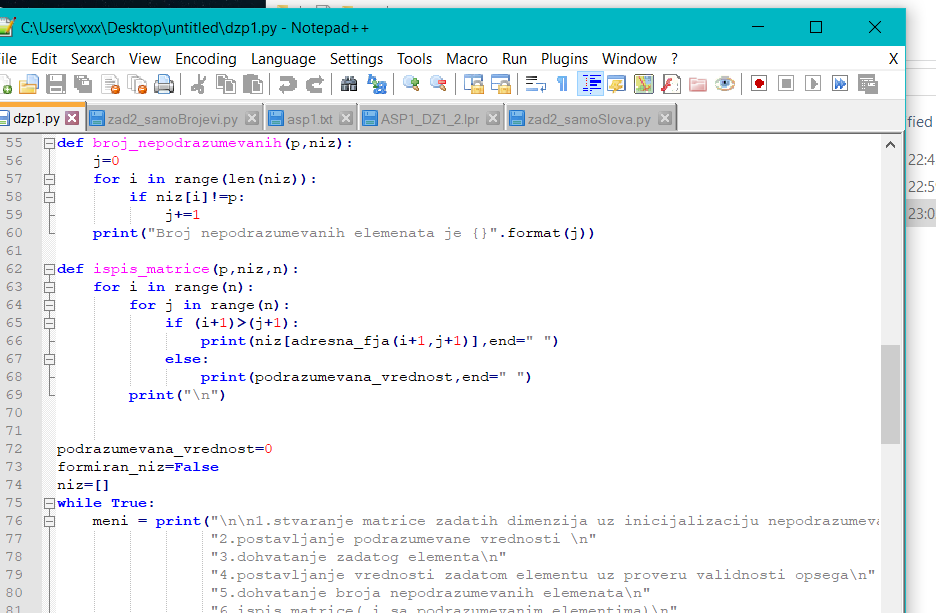 C:\Users\xxx\Desktop\untitled\dzp1.py - Notepad++
ile Edit Search View Encoding Language Settings Tools Macro Run Plugins Window ? X
dzp1.py zad2_samoBrojevi.py asp1.txt ASP1_DZ1_2.lpr zad2_samoSlova.py
fied
22:4
22:5
23:0
55 def broj_nepodrazumevanih(p,niz):
56 j=0
57 for i in range(len(niz)):
58 if niz[i]!=p:
59 j+=1
60 print("Broj nepodrazumevanih elemenata je {}".format(j))
61
62 def ispis_matrice(p,niz,n):
63 for i in range(n):
64 for j in range(n):
65 if (i+1)>(j+1):
66 print(niz[adresna_fja(i+1,j+1)],end=" ")
67 else:
68 print(podrazumevana_vrednost,end=" ")
69 print("\n")
70
71
72 podrazumevana_vrednost=0
73 formiran_niz=False
74 niz=[]
75 while True:
76 meni = print("\n\n1.stvaranje matrice zadatih dimenzija uz inicijalizaciju nepodrazumeva
77 "2.postavljanje podrazumevane vrednosti \n"
78 "3.dohvatanje zadatog elementa\n"
79 "4.postavljanje vrednosti zadatom elementu uz proveru validnosti opsega\n"
80 "5.dohvatanje broja nepodrazumevanih elemenata\n"
81 "6.ispis matrice( i sa podrazumevanim elementima)\n"